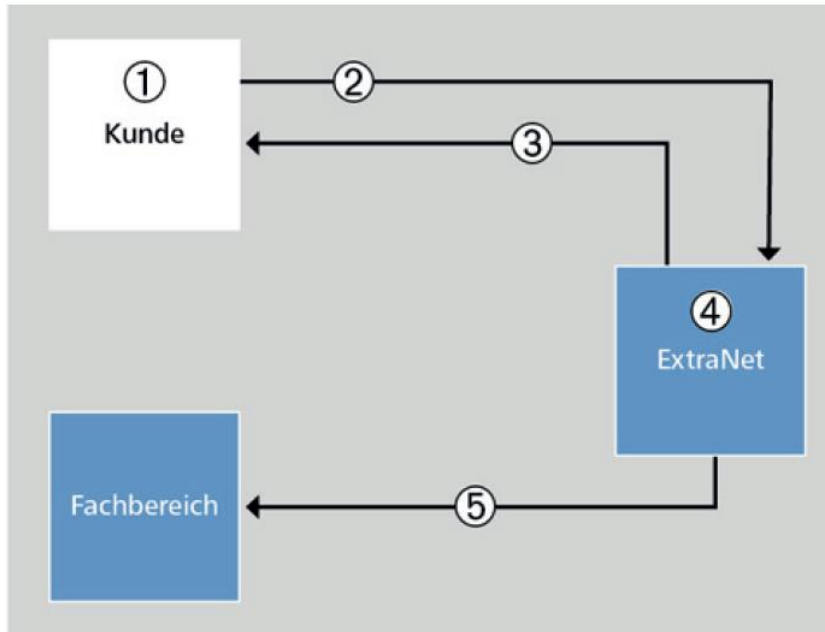 ①
Kunde
②
③
④
ExtraNet
Fachbereich
⑤